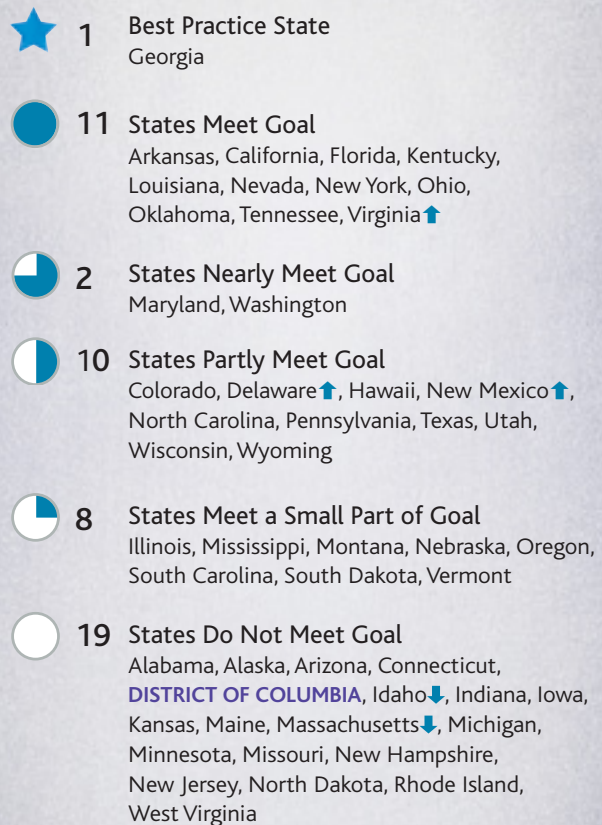 1 Best Practice State
Georgia
11 States Meet Goal
Arkansas, California, Florida, Kentucky,
Louisiana, Nevada, New York, Ohio,
Oklahoma, Tennessee, Virginia⬆
2 States Nearly Meet Goal
Maryland, Washington
10 States Partly Meet Goal
Colorado, Delaware⬆, Hawaii, New Mexico⬆,
North Carolina, Pennsylvania, Texas, Utah,
Wisconsin, Wyoming
8 States Meet a Small Part of Goal
Illinois, Mississippi, Montana, Nebraska, Oregon,
South Carolina, South Dakota, Vermont
19 States Do Not Meet Goal
Alabama, Alaska, Arizona, Connecticut,
DISTRICT OF COLUMBIA, Idaho⬇, Indiana, Iowa,
Kansas, Maine, Massachusetts⬇, Michigan,
Minnesota, Missouri, New Hampshire,
New Jersey, North Dakota, Rhode Island,
West Virginia